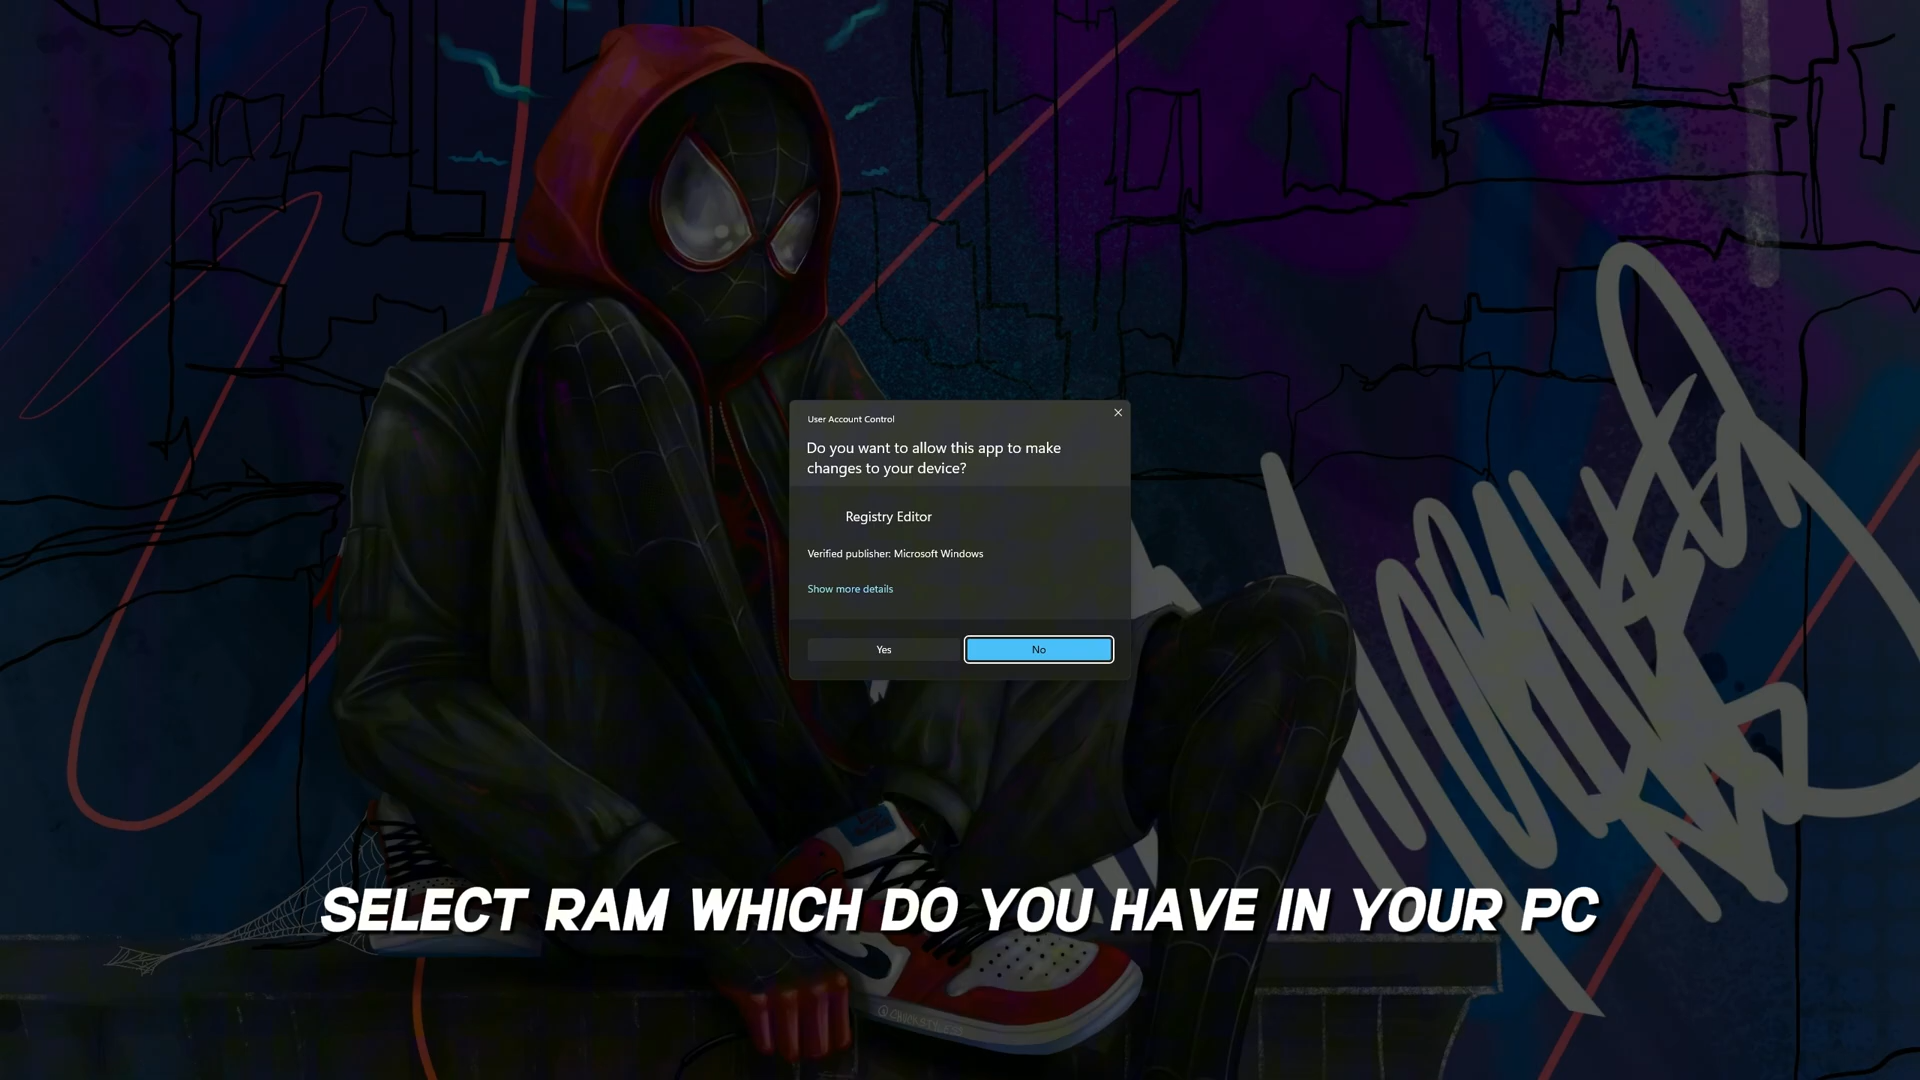 User Account Control
Do you want to allow this app to make
changes to your device?
Registry Editor
Verified publisher: Microsoft Windows
Show more details
Yes
No
SELECT RAM WHICH DO YOU HAVE IN YOUR PC